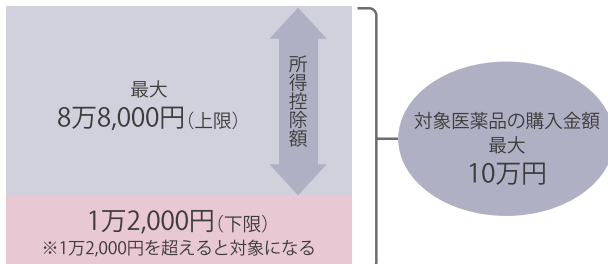 最大
8万8,000円（上限）
所得控除額
1万2,000円（下限）
※1万2,000円を超えると対象になる
対象医薬品の購入金額
最大
10万円